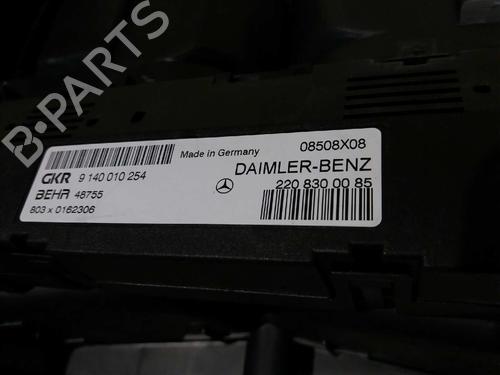 B-PARTS
GKR 9 140 010 254
BEHR 48755
803 x 0162306
Made in Germany
08508X08
DAIMLER-BENZ
220 830 00 85